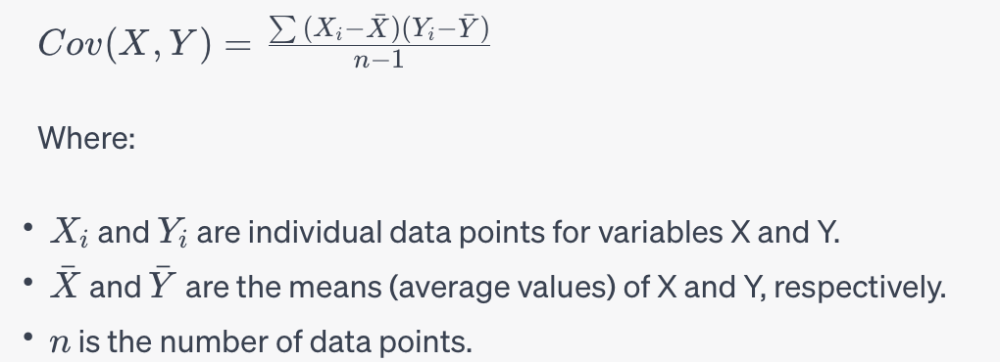 $Cov(X, Y) = \frac{\sum (X_i - \bar{X})(Y_i - \bar{Y})}{n-1}$
Where:
• $X_i$ and $Y_i$ are individual data points for variables X and Y.
• $\bar{X}$ and $\bar{Y}$ are the means (average values) of X and Y, respectively.
• $n$ is the number of data points.